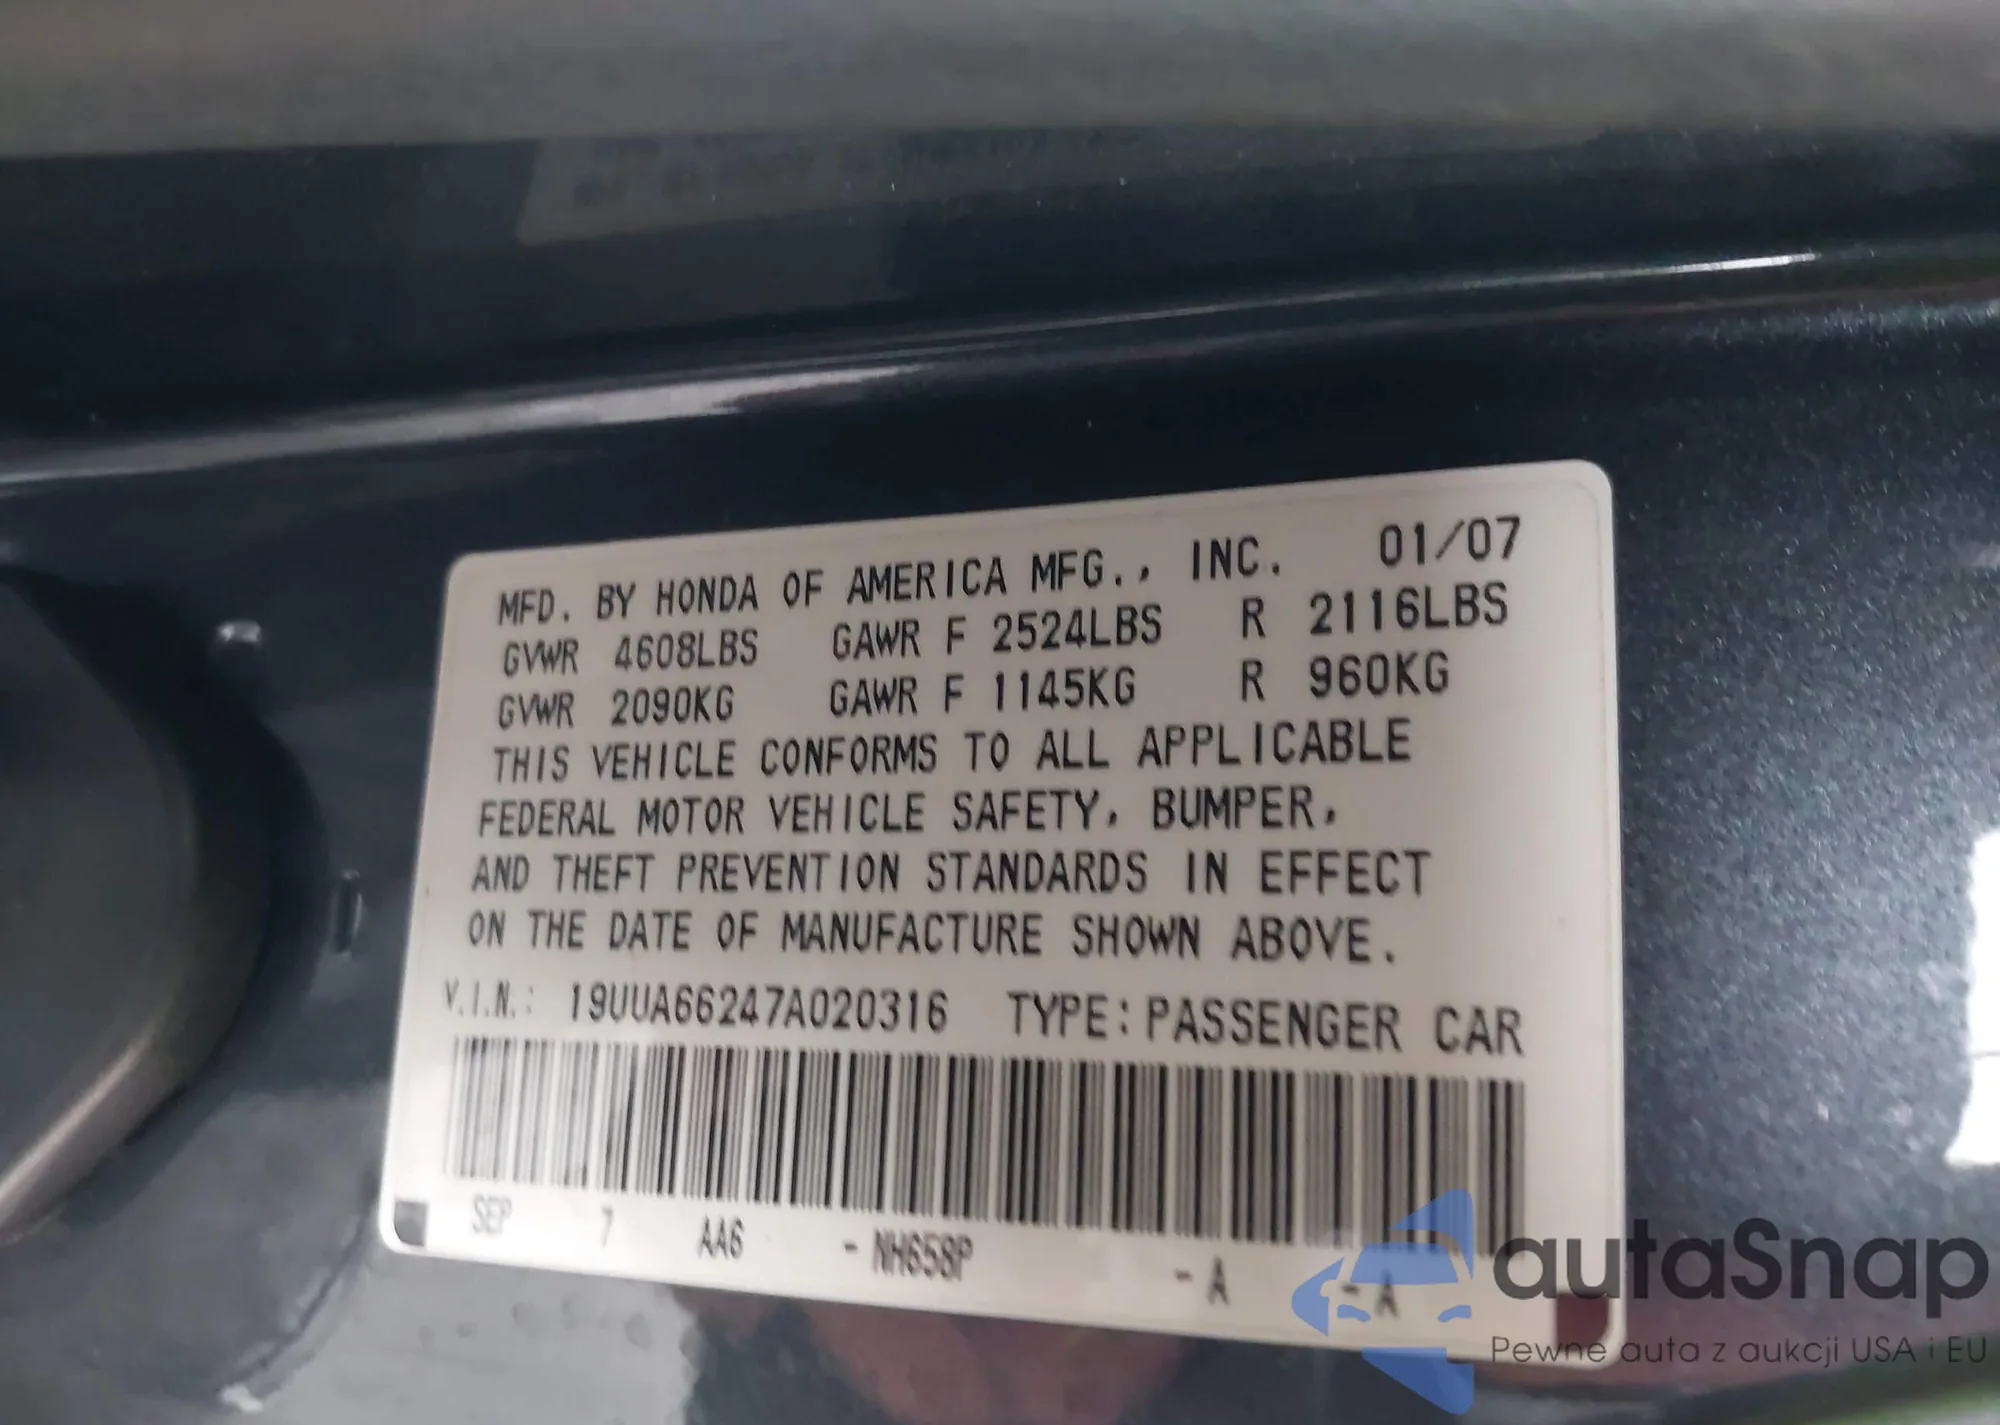 MFD. BY HONDA OF AMERICA MFG., INC. 01/07
GVWR 4608LBS GAWR F 2524LBS R 2116LBS
GVWR 2090KG GAWR F 1145KG R 960KG
THIS VEHICLE CONFORMS TO ALL APPLICABLE
FEDERAL MOTOR VEHICLE SAFETY, BUMPER,
AND THEFT PREVENTION STANDARDS IN EFFECT
ON THE DATE OF MANUFACTURE SHOWN ABOVE.
V.I.N.: 19UUA66247A020316 TYPE: PASSENGER CAR
SEP 7 AA6 - NH658P - A - A
autaSnap
Pewne auta z aukcji USA i EU